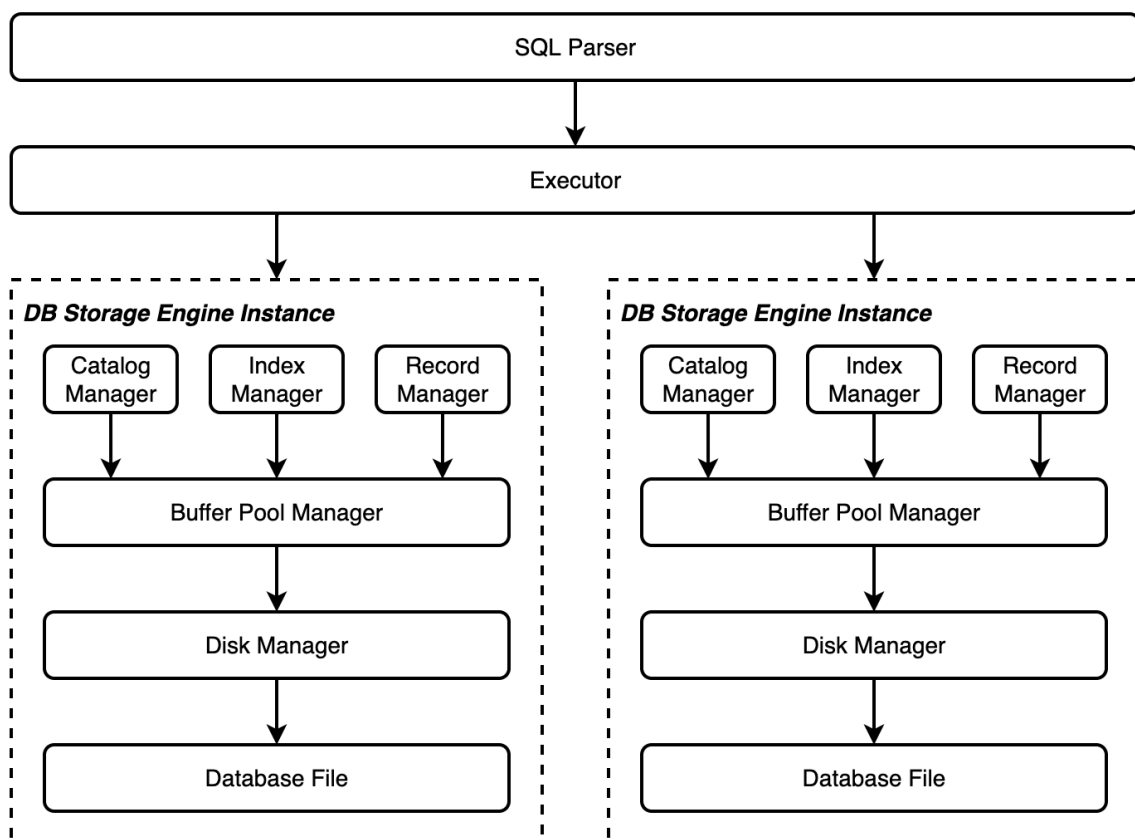 SQL Parser
Executor
DB Storage Engine Instance
Catalog
Manager
Index
Manager
Record
Manager
Buffer Pool Manager
Disk Manager
Database File
DB Storage Engine Instance
Catalog
Manager
Index
Manager
Record
Manager
Buffer Pool Manager
Disk Manager
Database File